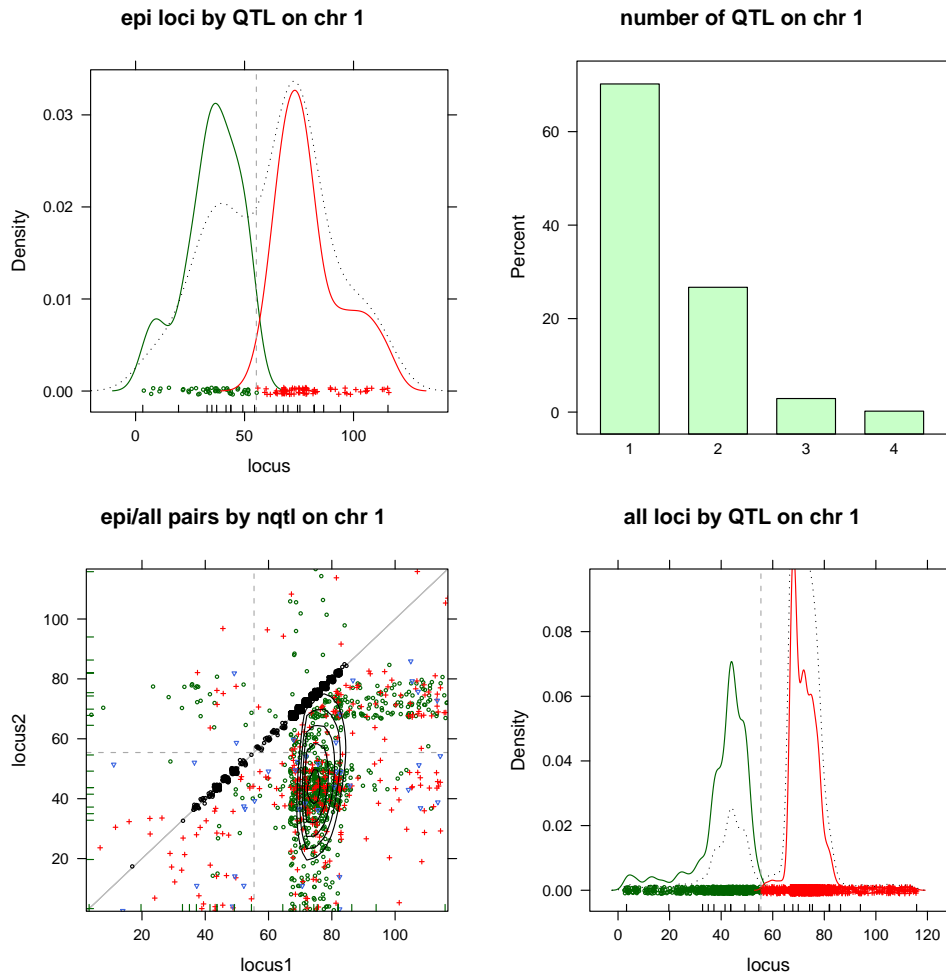 epi loci by QTL on chr 1
Density
0.03
0.02
0.01
0.00
0 50 100
locus
number of QTL on chr 1
Percent
60
40
20
0
1 2 3 4
epi/all pairs by nqtl on chr 1
locus2
100
80
60
40
20
20 40 60 80 100
locus1
all loci by QTL on chr 1
Density
0.08
0.06
0.04
0.02
0.00
0 20 40 60 80 100 120
locus